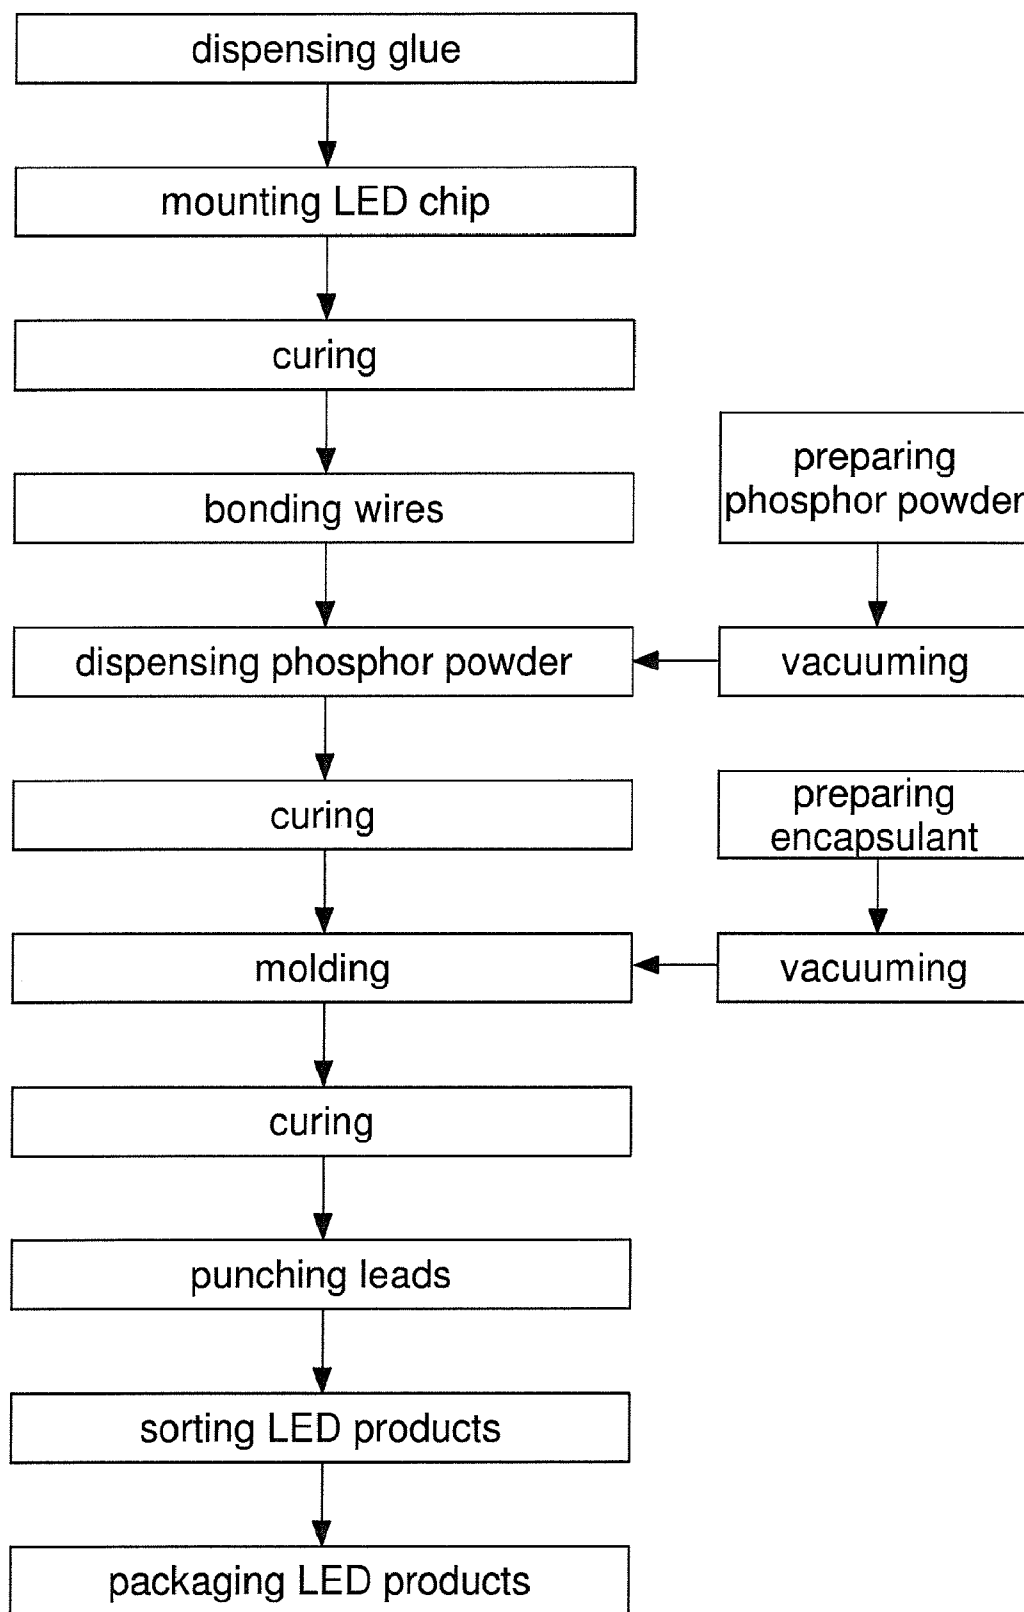 dispensing glue
mounting LED chip
curing
bonding wires
preparing
phosphor powder
dispensing phosphor powder
vacuuming
curing
preparing
encapsulant
molding
vacuuming
curing
punching leads
sorting LED products
packaging LED products